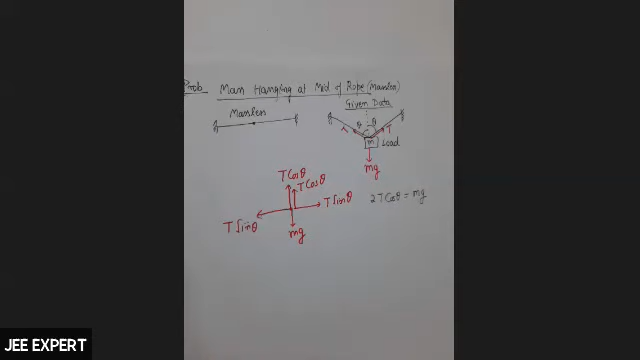 Prob Mass Hanging at Mid of Rope (Massless)
Given Data
Massless
θ θ
T T
m Load
mg
T Cosθ
T Cosθ
T Sinθ
2 T Cosθ = mg
T Sinθ
mg
JEE EXPERT